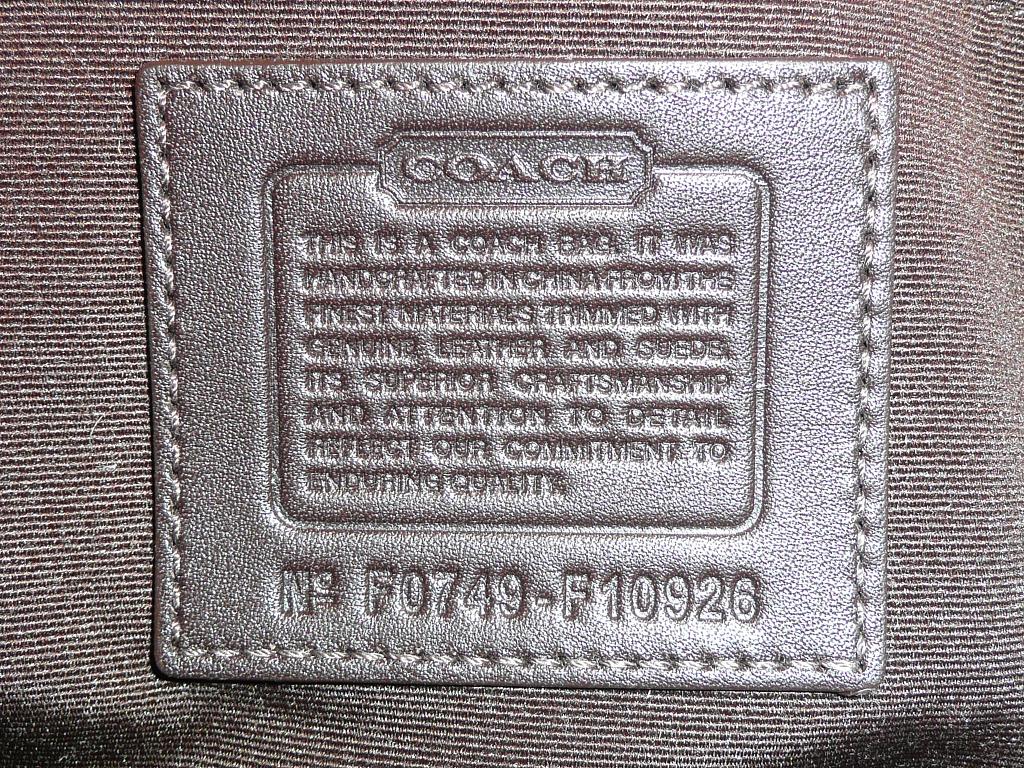 COACH
THIS IS A COACH BAG. IT WAS
HANDCRAFTED IN CHINA FROM THE
FINEST MATERIALS TRIMMED WITH
GENUINE LEATHER AND SUEDE.
ITS SUPERIOR CRAFTSMANSHIP
AND ATTENTION TO DETAIL
REFLECT OUR COMMITMENT TO
ENDURING QUALITY.
Nº F0749-F10926